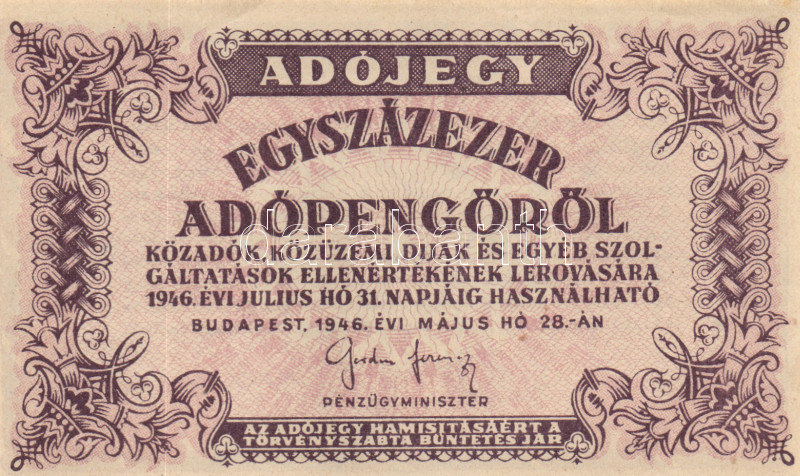 ADÓJEGY
EGYSZÁZEZER
ADÓPENGŐRŐL
KÖZADÓK, KÖZÜZEMI DIJAK ÉS EGYÉB SZOL-
GÁLTATÁSOK ELLENÉRTÉKÉNEK LEROVÁSÁRA
1946. ÉVI JULIUS HÓ 31. NAPJÁIG HASZNÁLHATÓ
darabanth
BUDAPEST, 1946. ÉVI MÁJUS HÓ 28.-ÁN
PÉNZÜGYMINISZTER
AZ ADÓJEGY HAMISITÁSÁÉRT A
TÖRVÉNYSZABTA BÜNTETÉS JÁR